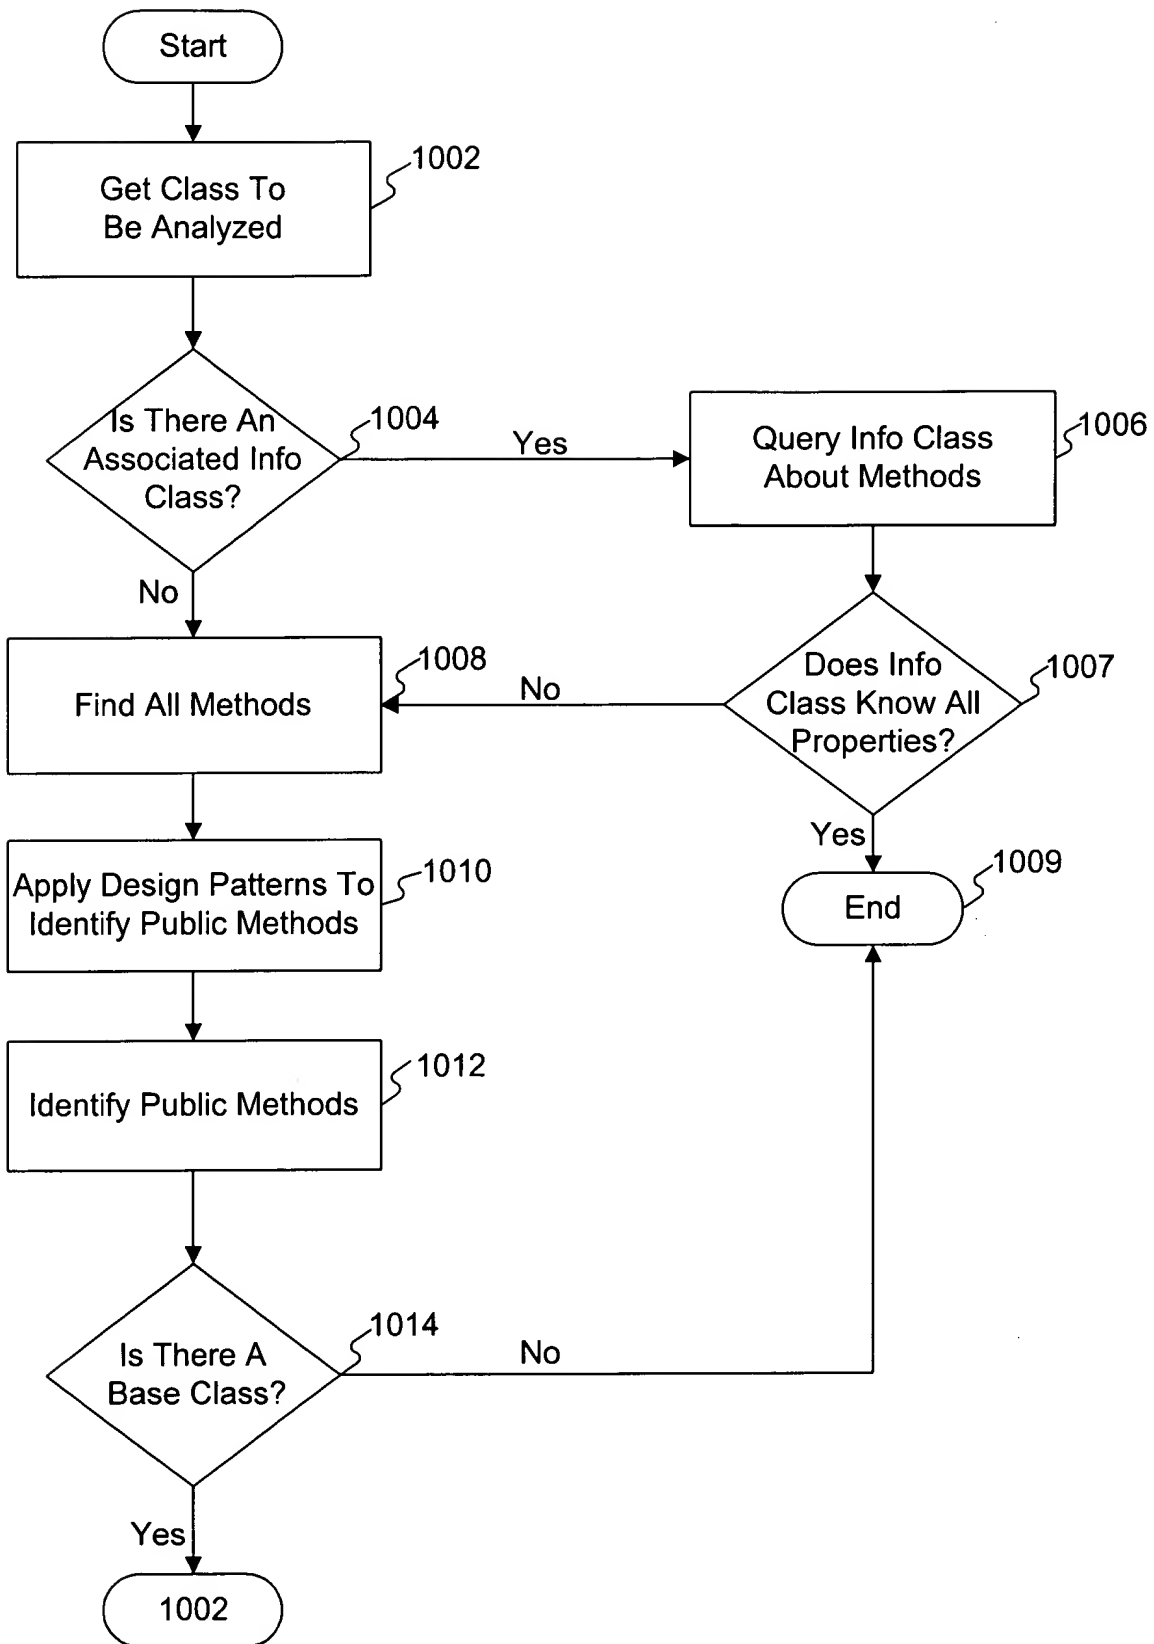 Start
Get Class To
Be Analyzed
1002
Is There An
Associated Info
Class?
1004
Yes
Query Info Class
About Methods
1006
No
Find All Methods
1008
No
Does Info
Class Know All
Properties?
1007
Yes
Apply Design Patterns To
Identify Public Methods
1010
End
1009
Identify Public Methods
1012
Is There A
Base Class?
1014
No
Yes
1002